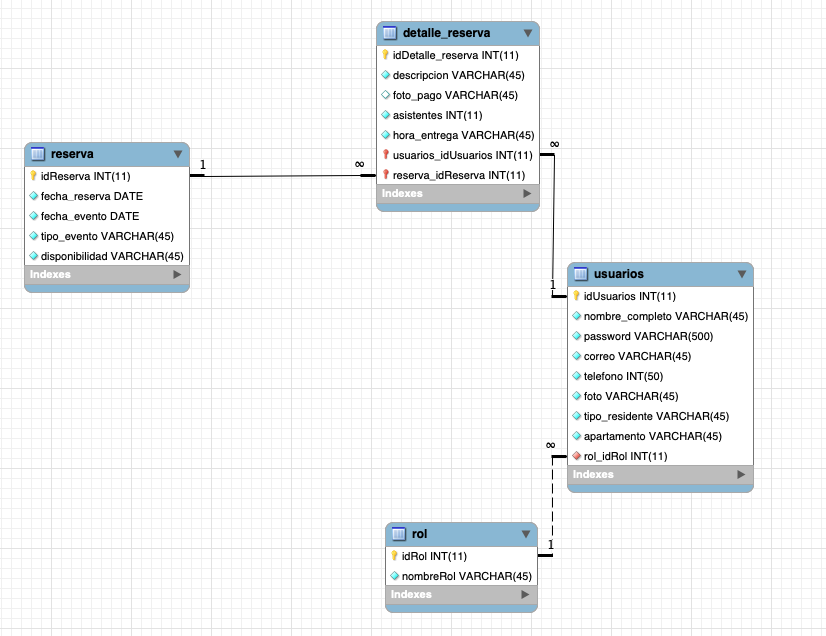 detalle_reserva
idDetalle_reserva INT(11)
descripcion VARCHAR(45)
foto_pago VARCHAR(45)
asistentes INT(11)
hora_entrega VARCHAR(45)
usuarios_idUsuarios INT(11)
reserva_idReserva INT(11)
Indexes
reserva
idReserva INT(11)
fecha_reserva DATE
fecha_evento DATE
tipo_evento VARCHAR(45)
disponibilidad VARCHAR(45)
Indexes
1
∞
∞
1
usuarios
idUsuarios INT(11)
nombre_completo VARCHAR(45)
password VARCHAR(500)
correo VARCHAR(45)
telefono INT(50)
foto VARCHAR(45)
tipo_residente VARCHAR(45)
apartamento VARCHAR(45)
rol_idRol INT(11)
Indexes
∞
1
rol
idRol INT(11)
nombreRol VARCHAR(45)
Indexes